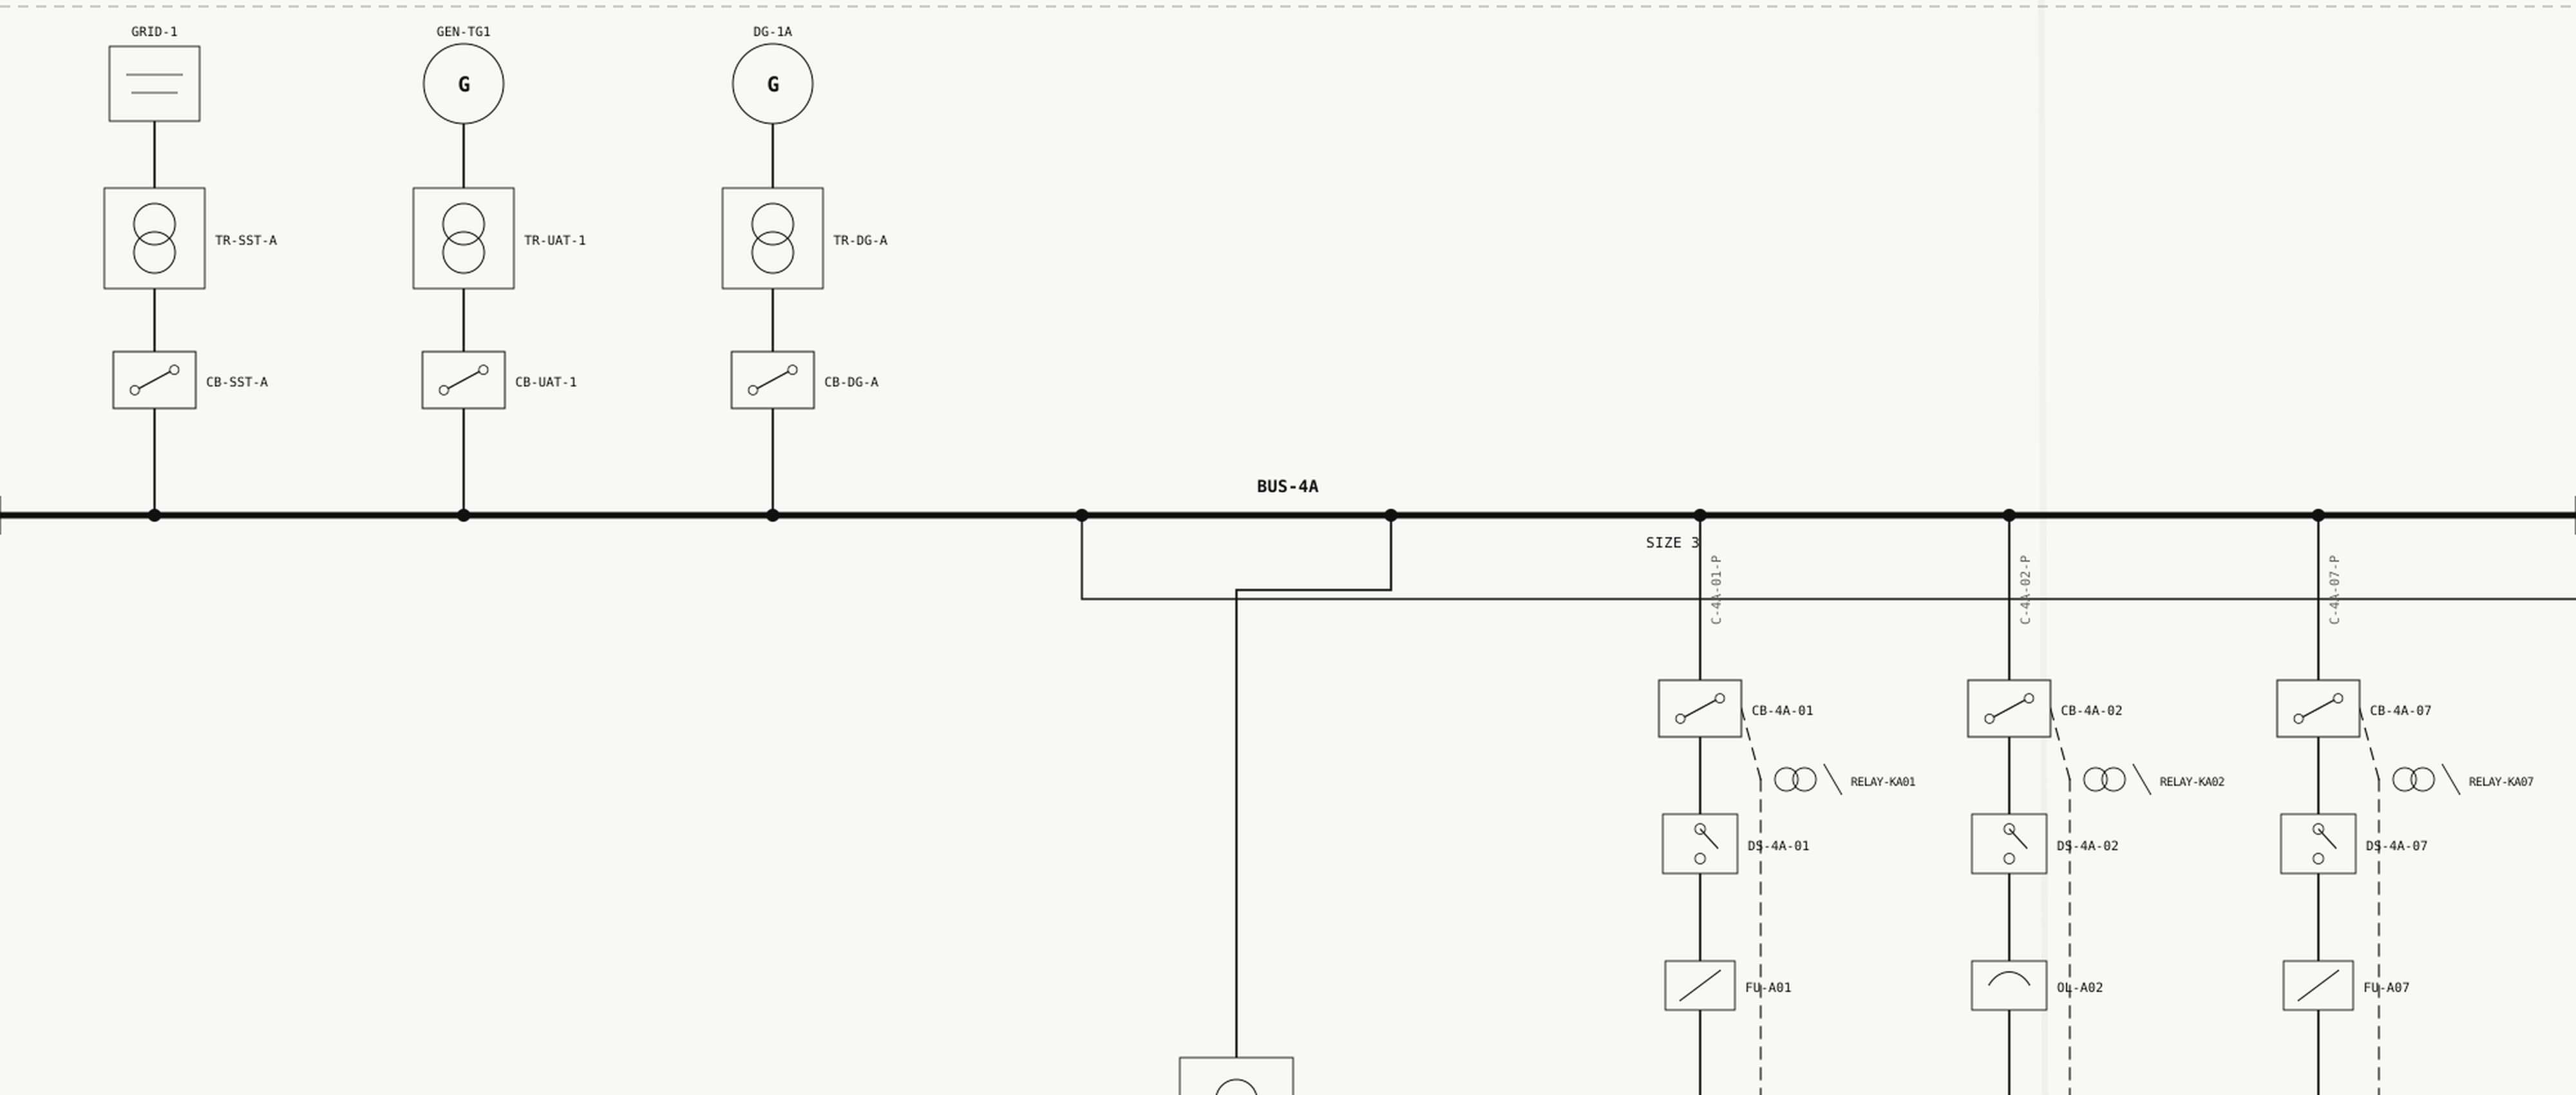 GRID-1
GEN-TG1
DG-1A
G
G
TR-SST-A
TR-UAT-1
TR-DG-A
CB-SST-A
CB-UAT-1
CB-DG-A
BUS-4A
SIZE 3
C-4A-01-P
C-4A-02-P
C-4A-07-P
CB-4A-01
CB-4A-02
CB-4A-07
RELAY-KA01
RELAY-KA02
RELAY-KA07
DS-4A-01
DS-4A-02
DS-4A-07
FU-A01
OL-A02
FU-A07